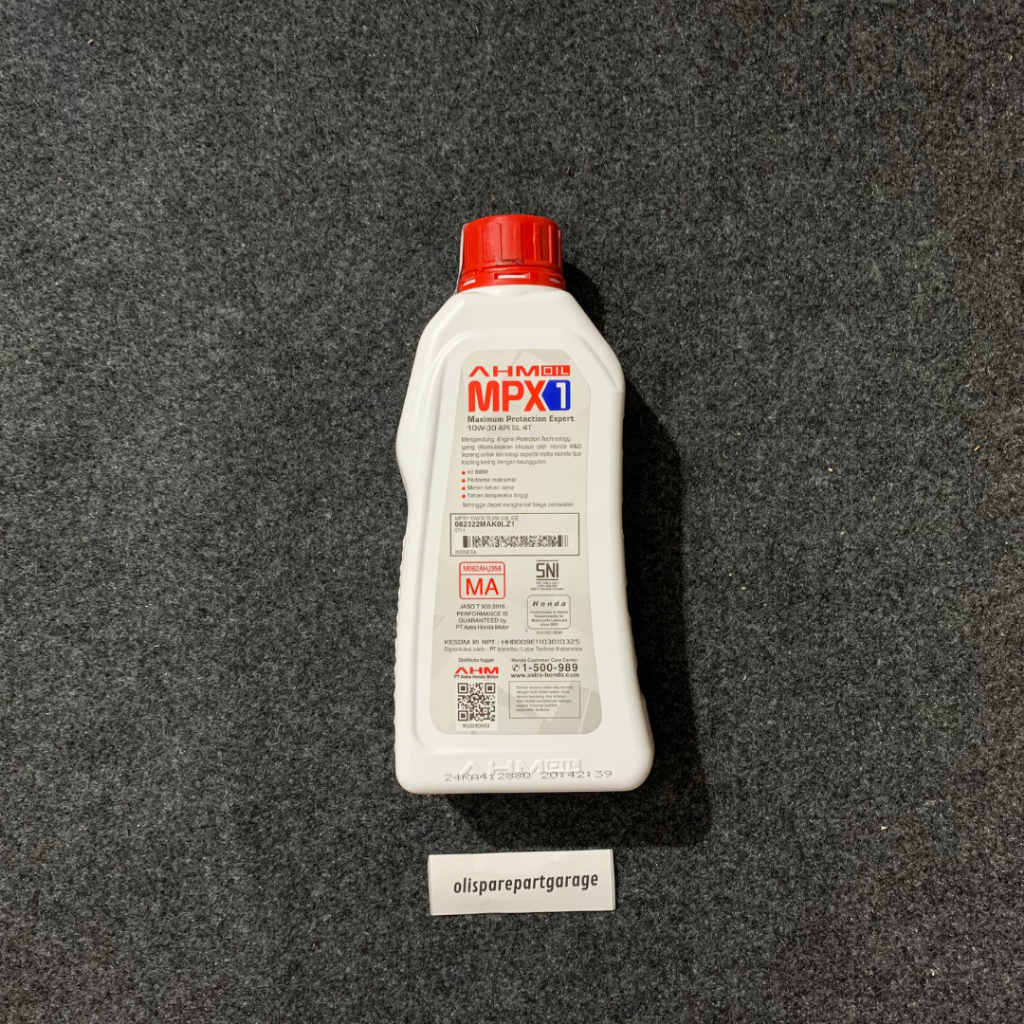 AHM OIL
MPX 1
Maximum Protection Expert
10W-30 API SL 4T
Mengandung Engine Protection Technology
yang diformulasikan khusus oleh Honda R&D
Jepang untuk teknologi sepeda motor Honda tipe
kopling kering dengan keunggulan:
Irit BBM
Performa maksimal
Mesin tahan lama
Tahan temperatur tinggi
Sehingga dapat menghemat biaya perawatan
082322MAK0LZ1
INDONESIA
M082AHJ356
MA
JASO T 903:2016
PERFORMANCE IS
GUARANTEED by
PT Astra Honda Motor
SNI
Honda
KESDM RI NPT : HHB009E1103010325
Diproduksi oleh : PT Idemitsu Lube Techno Indonesia
Distributor tunggal
AHM
PT Astra Honda Motor
Honda Customer Care Center
1-500-989
www.astra-honda.com
AHM OIL
20:42:39
olisparepartgarage